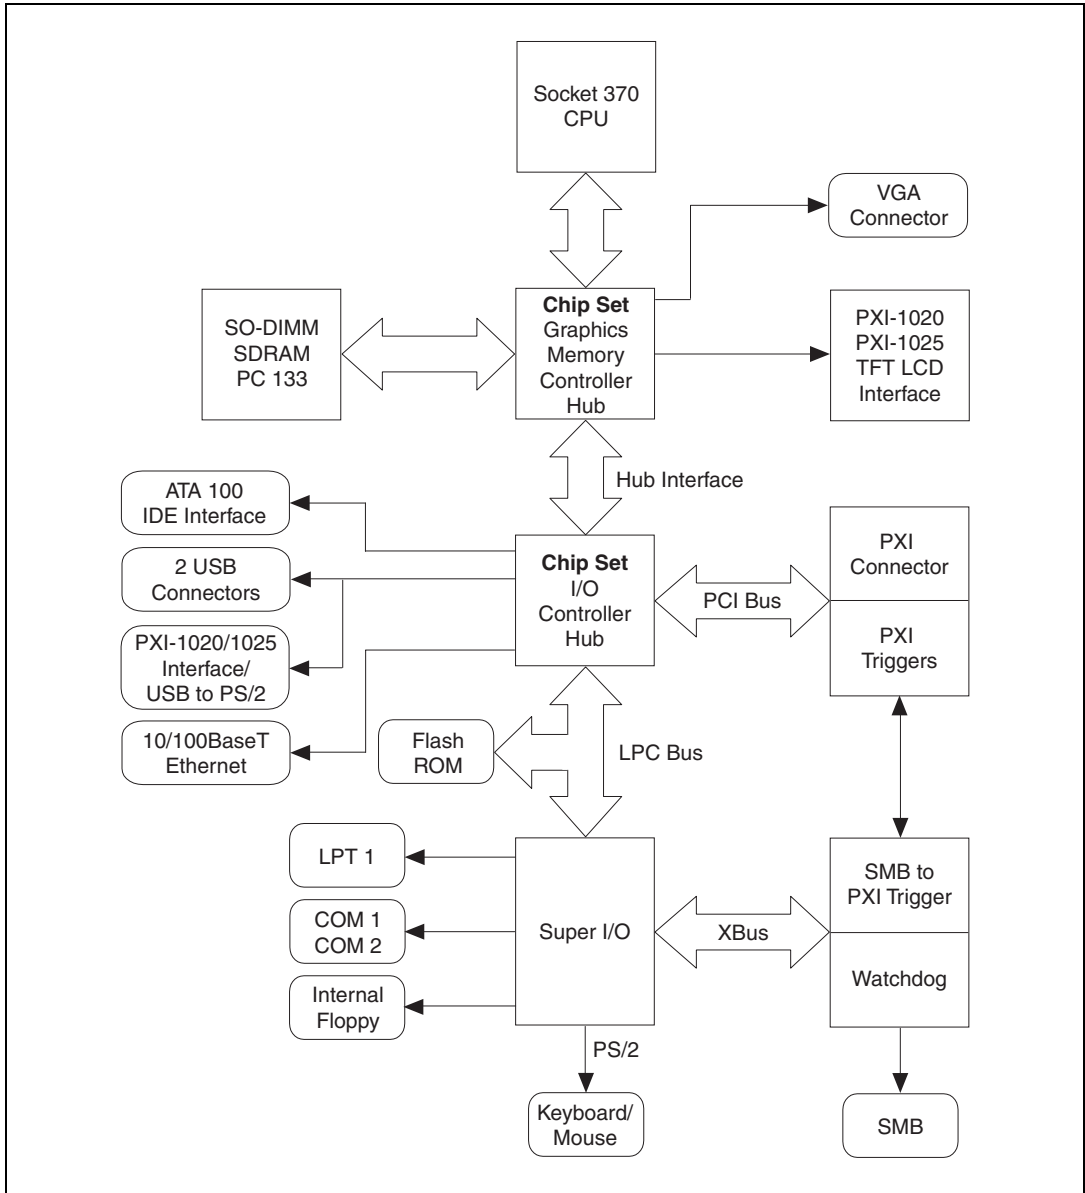 Socket 370
CPU
VGA
Connector
SO-DIMM
SDRAM
PC 133
Chip Set
Graphics
Memory
Controller
Hub
PXI-1020
PXI-1025
TFT LCD
Interface
Hub Interface
ATA 100
IDE Interface
2 USB
Connectors
PXI-1020/1025
Interface/
USB to PS/2
10/100BaseT
Ethernet
Chip Set
I/O
Controller
Hub
PCI Bus
PXI
Connector
PXI
Triggers
Flash
ROM
LPC Bus
LPT 1
COM 1
COM 2
Internal
Floppy
Super I/O
XBus
SMB to
PXI Trigger
Watchdog
PS/2
Keyboard/
Mouse
SMB